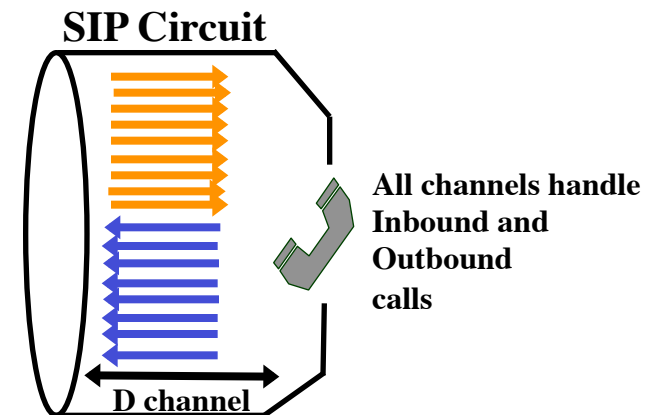 SIP Circuit
All channels handle
Inbound and
Outbound
calls
D channel